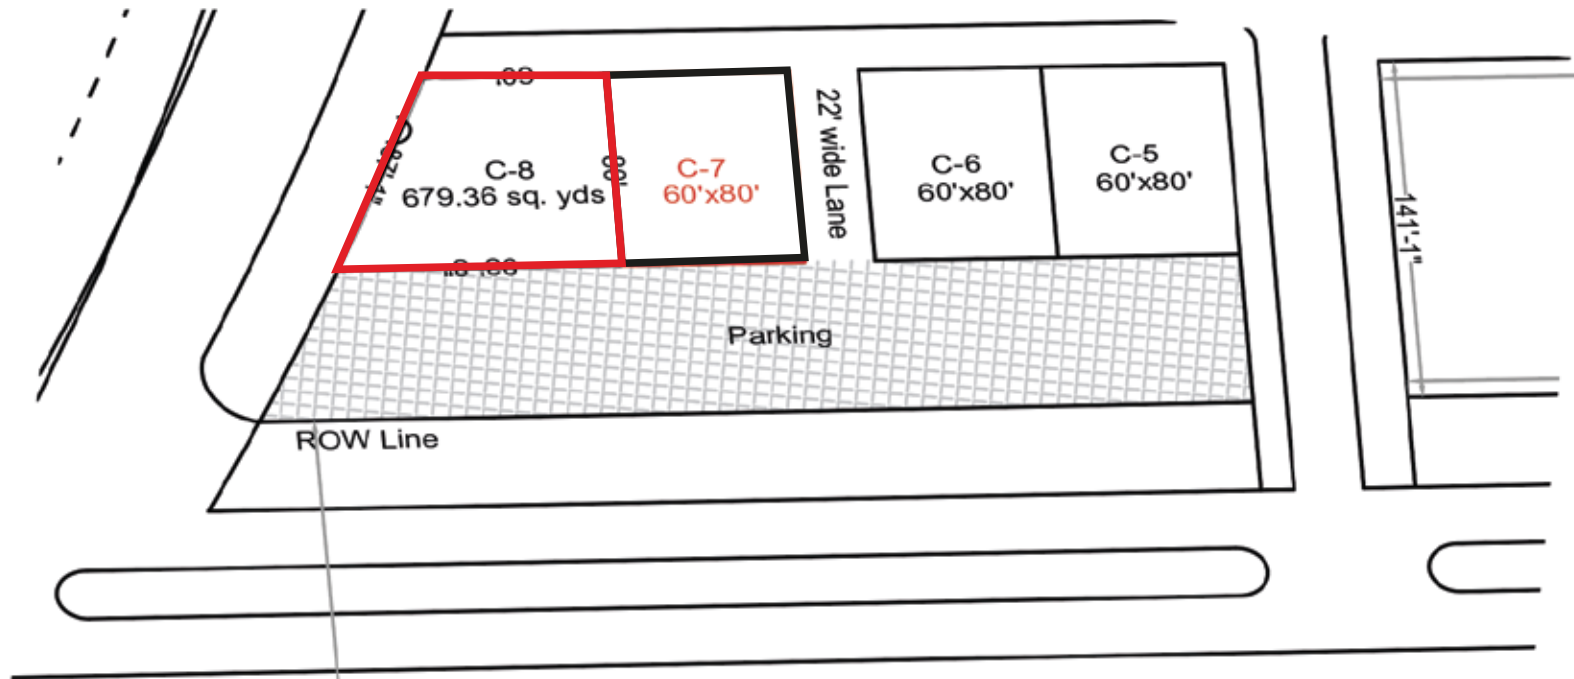 C-8
679.36 sq. yds
C-7
60'x80'
22' wide Lane
C-6
60'x80'
C-5
60'x80'
141'-1"
Parking
ROW Line